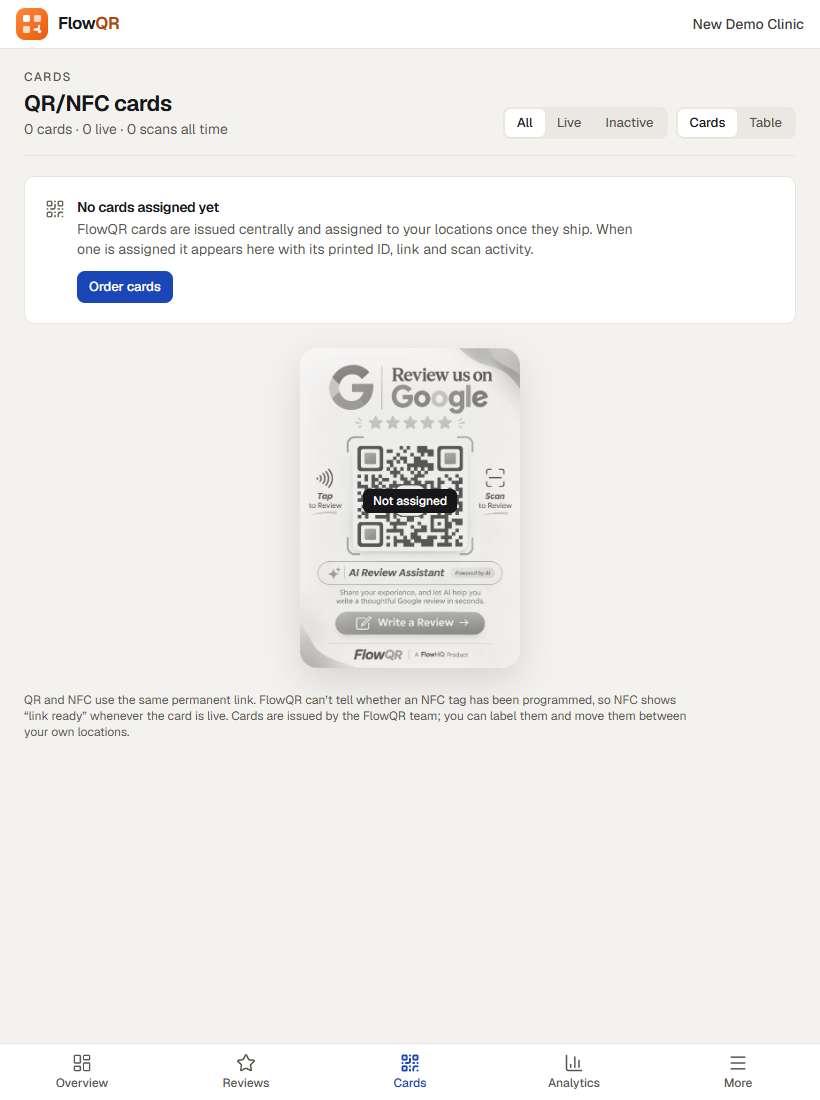 FlowQR
New Demo Clinic
CARDS
QR/NFC cards
0 cards · 0 live · 0 scans all time
All
Live
Inactive
Cards
Table
No cards assigned yet
FlowQR cards are issued centrally and assigned to your locations once they ship. When
one is assigned it appears here with its printed ID, link and scan activity.
Order cards
Review us on
Google
Tap
to Review
Not assigned
Scan
to Review
AI Review Assistant
Powered by AI
Share your experience, and let AI help you
write a thoughtful Google review in seconds.
Write a Review →
FlowQR
A FlowHQ Product
QR and NFC use the same permanent link. FlowQR can't tell whether an NFC tag has been programmed, so NFC shows
“link ready” whenever the card is live. Cards are issued by the FlowQR team; you can label them and move them between
your own locations.
Overview
Reviews
Cards
Analytics
More